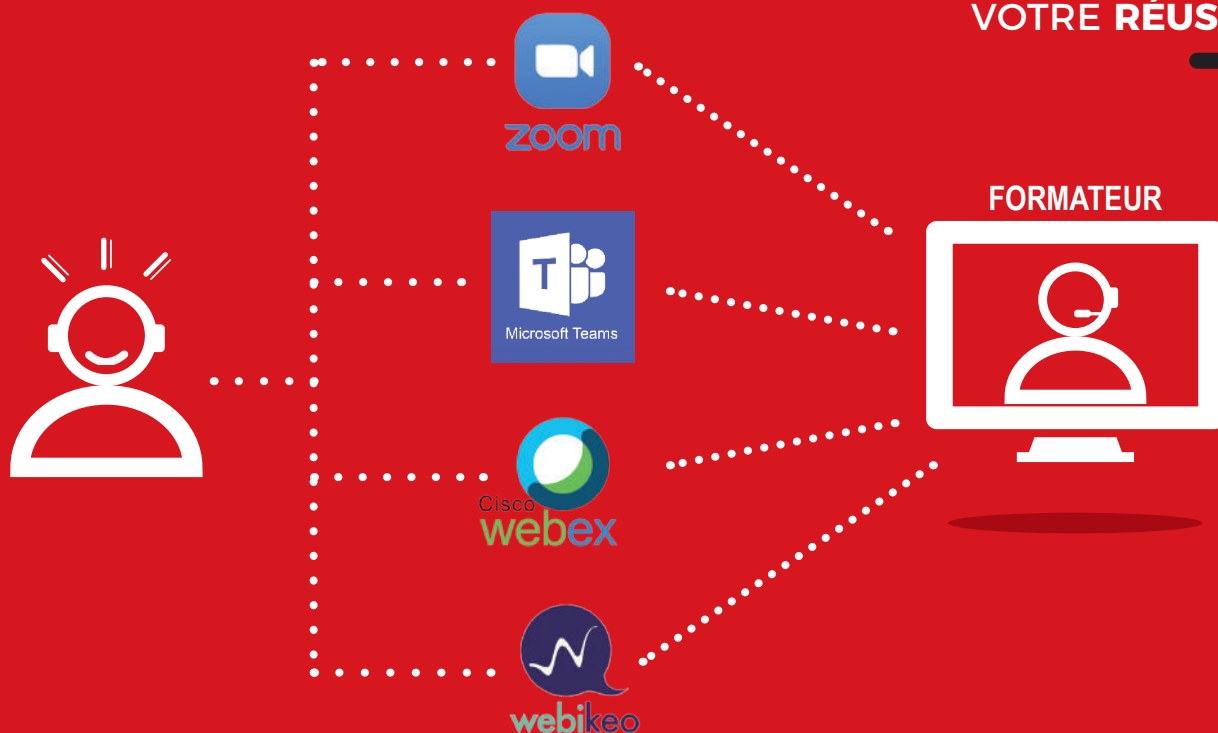 VOTRE RÉUS
zoom
FORMATEUR
T
Microsoft Teams
Cisco
webex
webikeo